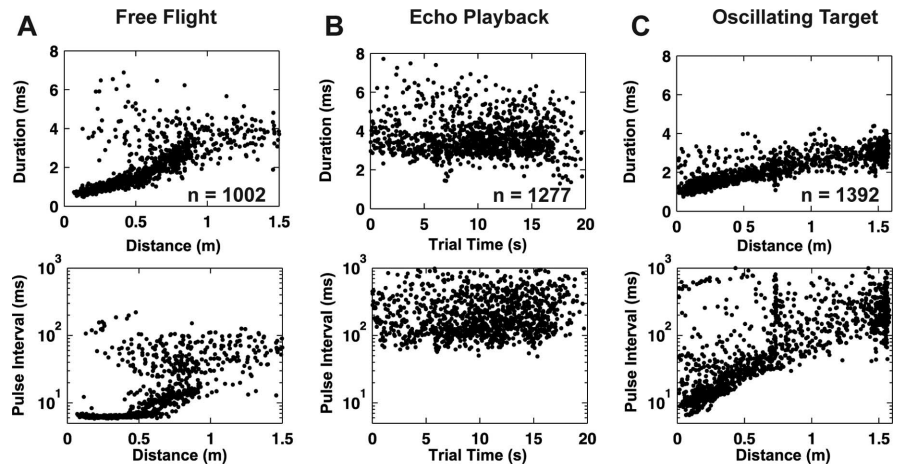 A Free Flight
8
6
4
2
0
Duration (ms)
n = 1002
0 0.5 1 1.5
Distance (m)
B Echo Playback
8
6
4
2
0
Duration (ms)
n = 1277
0 5 10 15 20
Trial Time (s)
C Oscillating Target
8
6
4
2
0
Duration (ms)
n = 1392
0 0 5 1 1.5
Distance (m)
10³
10²
10¹
Pulse Interval (ms)
0 0.5 1 1.5
Distance (m)
10³
10²
10¹
Pulse Interval (ms)
0 5 10 15 20
Trial Time (s)
10³
10²
10¹
Pulse Interval (ms)
0 0.5 1 1.5
Distance (m)